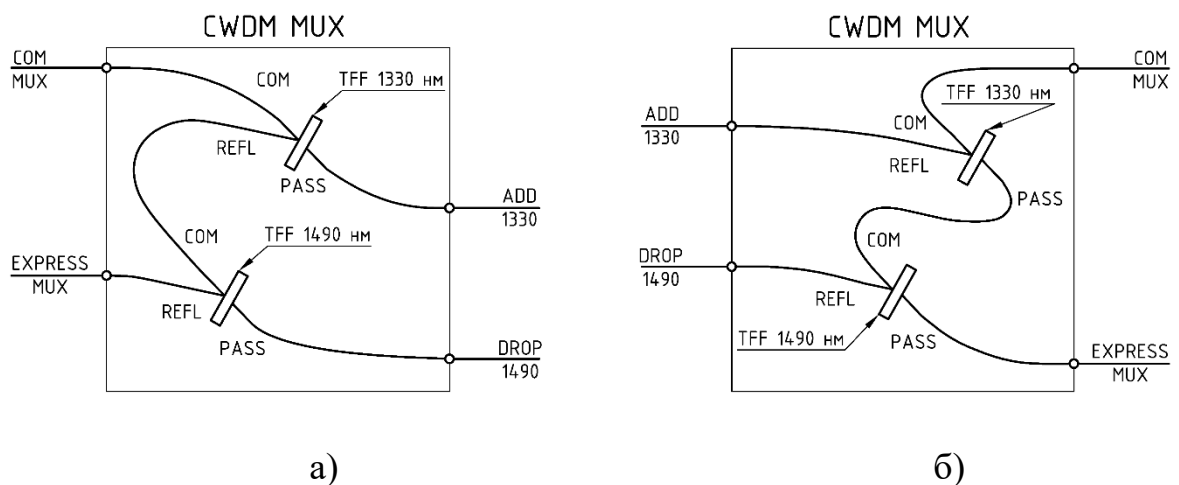 CWDM MUX
COM
MUX
COM
TFF 1330 нм
REFL
PASS
ADD
1330
COM
TFF 1490 нм
EXPRESS
MUX
REFL
PASS
DROP
1490
а)
CWDM MUX
COM
MUX
TFF 1330 нм
ADD
1330
COM
REFL
PASS
COM
DROP
1490
REFL
TFF 1490 нм
PASS
EXPRESS
MUX
б)